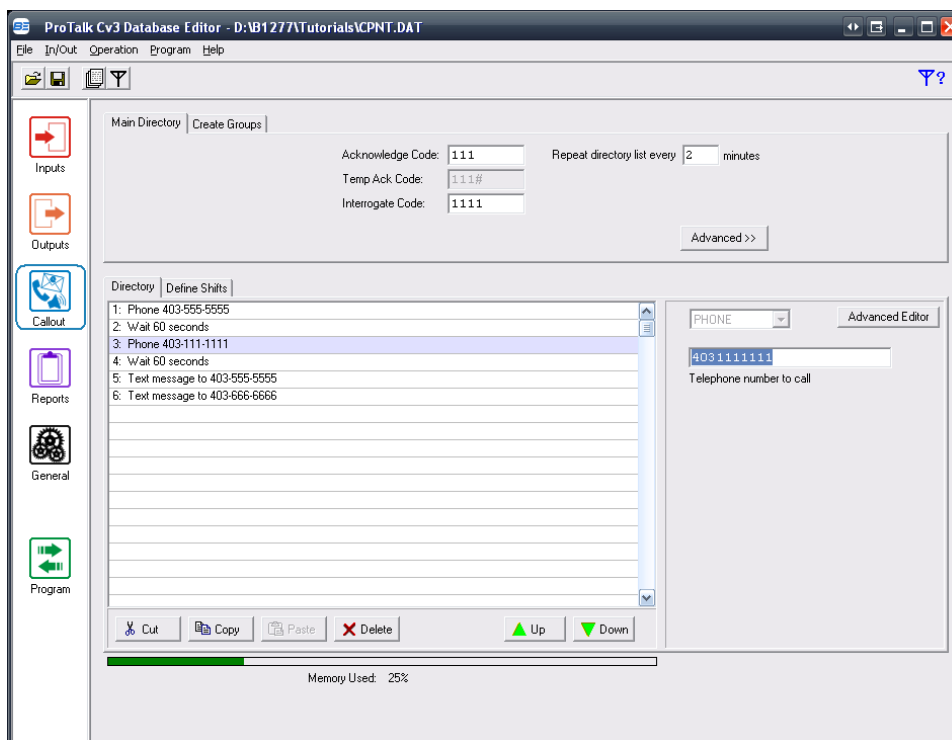 ProTalk Cv3 Database Editor - D:\B1277\Tutorials\CPNT.DAT
File In/Out Operation Program Help
?
Inputs
Outputs
Callout
Reports
General
Program
Main Directory Create Groups
Acknowledge Code: 111 Repeat directory list every 2 minutes
Temp Ack Code: 111#
Interrogate Code: 1111
Advanced >>
Directory Define Shifts
1: Phone 403-555-5555
2: Wait 60 seconds
3: Phone 403-111-1111
4: Wait 60 seconds
5: Text message to 403-555-5555
6: Text message to 403-666-6666
PHONE Advanced Editor
4031111111
Telephone number to call
Cut Copy Paste Delete Up Down
Memory Used: 25%